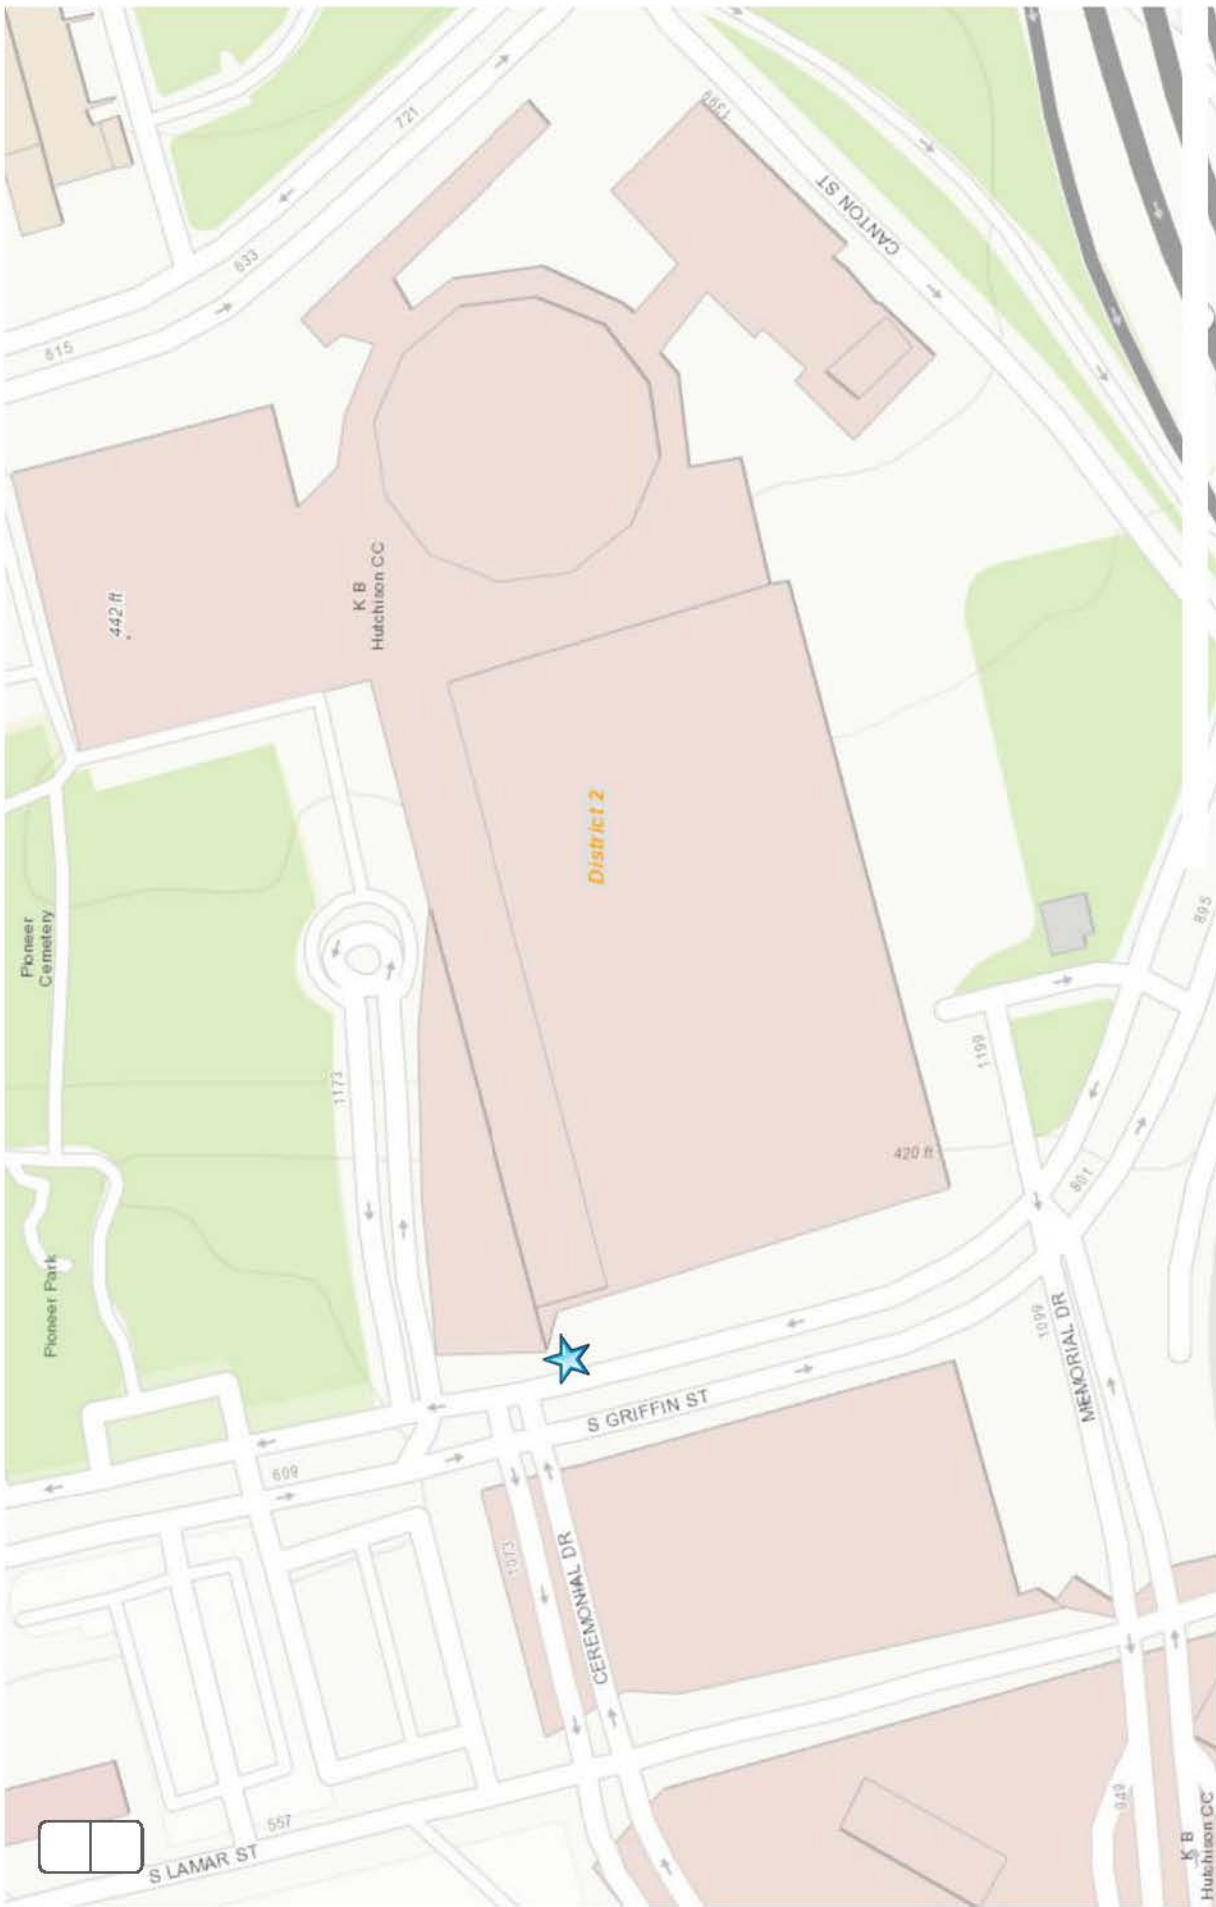 721
1399
633
CANTON ST
615
442 ft
K B
Hutchison CC
District 2
Pioneer
Cemetery
895
1173
1199
420 ft
801
Pioneer Park
1099
MEMORIAL DR
S GRIFFIN ST
609
1073
CEREMONIAL DR
557
S LAMAR ST
949
K B
Hutchison CC